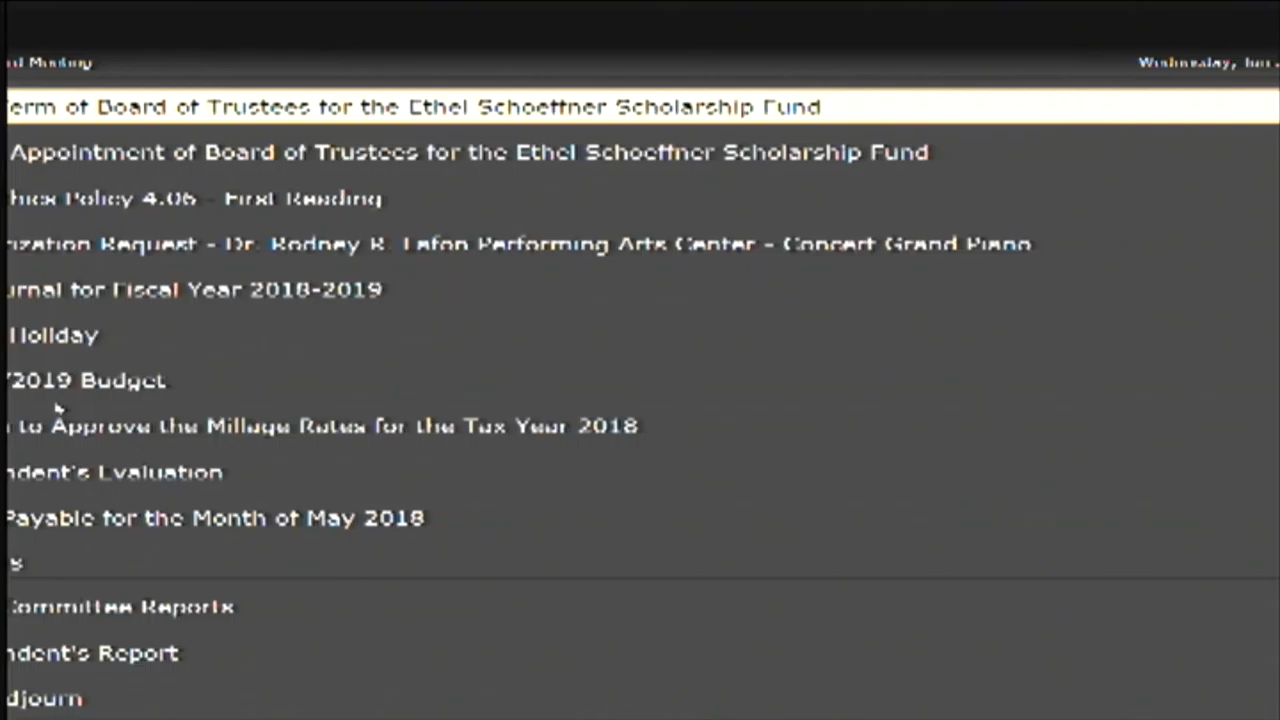 Meeting
Wednesday,
Term of Board of Trustees for the Ethel Schoeffner Scholarship Fund
Appointment of Board of Trustees for the Ethel Schoeffner Scholarship Fund
hics Policy 4.06 - First Reading
rization Request - Dr. Rodney R. Lafon Performing Arts Center - Concert Grand Piano
urnal for Fiscal Year 2018-2019
Holiday
/2019 Budget
to Approve the Millage Rates for the Tax Year 2018
ndent's Evaluation
Payable for the Month of May 2018
s
Committee Reports
ndent's Report
djourn